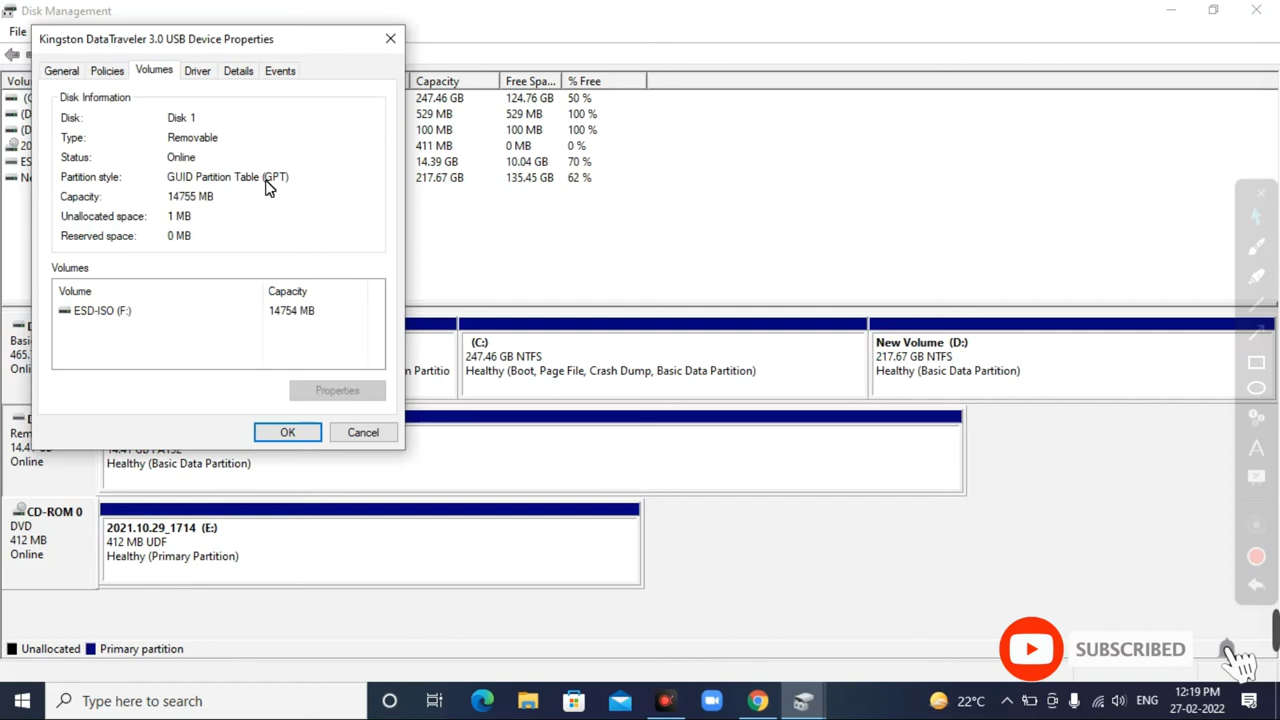 Disk Management
File
Kingston DataTraveler 3.0 USB Device Properties
General Policies Volumes Driver Details Events
Disk Information
Disk: Disk 1
Type: Removable
Status: Online
Partition style: GUID Partition Table (GPT)
Capacity: 14755 MB
Unallocated space: 1 MB
Reserved space: 0 MB
Volumes
Volume Capacity
ESD-ISO (F:) 14754 MB
Properties
OK Cancel
Capacity Free Spa... % Free
247.46 GB 124.76 GB 50 %
529 MB 529 MB 100 %
100 MB 100 MB 100 %
411 MB 0 MB 0 %
14.39 GB 10.04 GB 70 %
217.67 GB 135.45 GB 62 %
(C:)
247.46 GB NTFS
Healthy (Boot, Page File, Crash Dump, Basic Data Partition)
New Volume (D:)
217.67 GB NTFS
Healthy (Basic Data Partition)
Online
Healthy (Basic Data Partition)
CD-ROM 0
DVD
412 MB
Online
2021.10.29_1714 (E:)
412 MB UDF
Healthy (Primary Partition)
Unallocated Primary partition
SUBSCRIBED
Type here to search
22°C
ENG
12:19 PM
27-02-2022